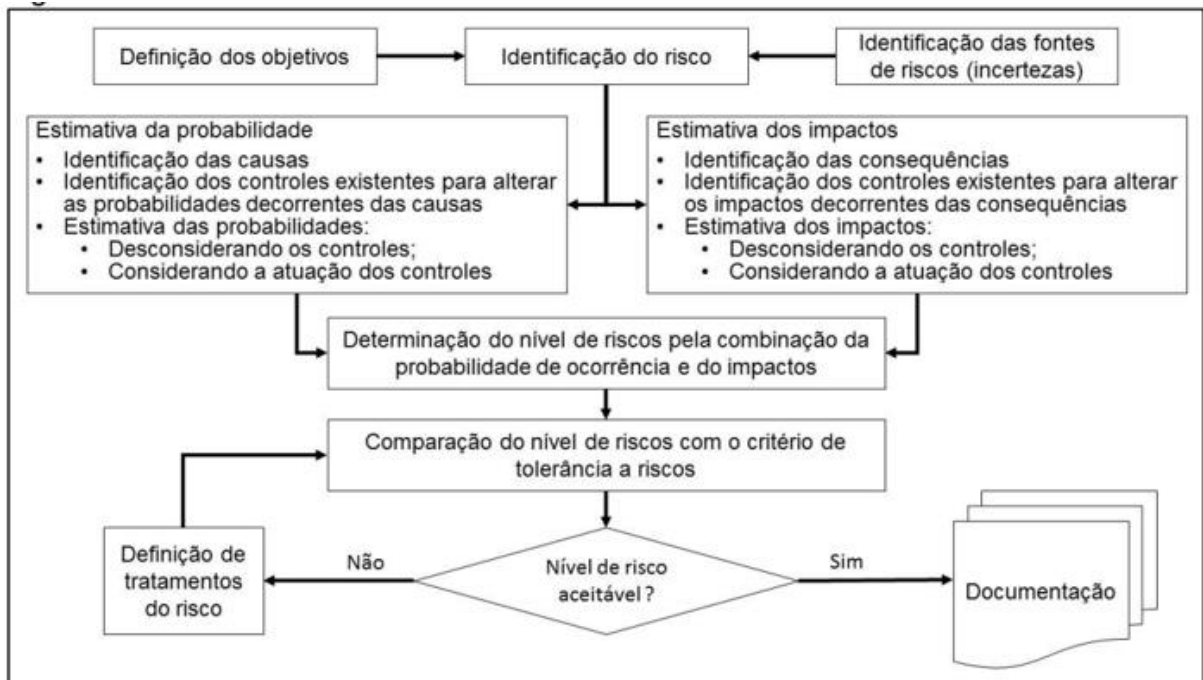 Definição dos objetivos
Identificação do risco
Identificação das fontes
de riscos (incertezas)
Estimativa da probabilidade
• Identificação das causas
• Identificação dos controles existentes para alterar
as probabilidades decorrentes das causas
• Estimativa das probabilidades:
• Desconsiderando os controles;
• Considerando a atuação dos controles
Estimativa dos impactos
• Identificação das consequências
• Identificação dos controles existentes para alterar
os impactos decorrentes das consequências
• Estimativa dos impactos:
• Desconsiderando os controles;
• Considerando a atuação dos controles
Determinação do nível de riscos pela combinação da
probabilidade de ocorrência e do impactos
Comparação do nível de riscos com o critério de
tolerância a riscos
Definição de
tratamentos
do risco
Não
Nível de risco
aceitável ?
Sim
Documentação